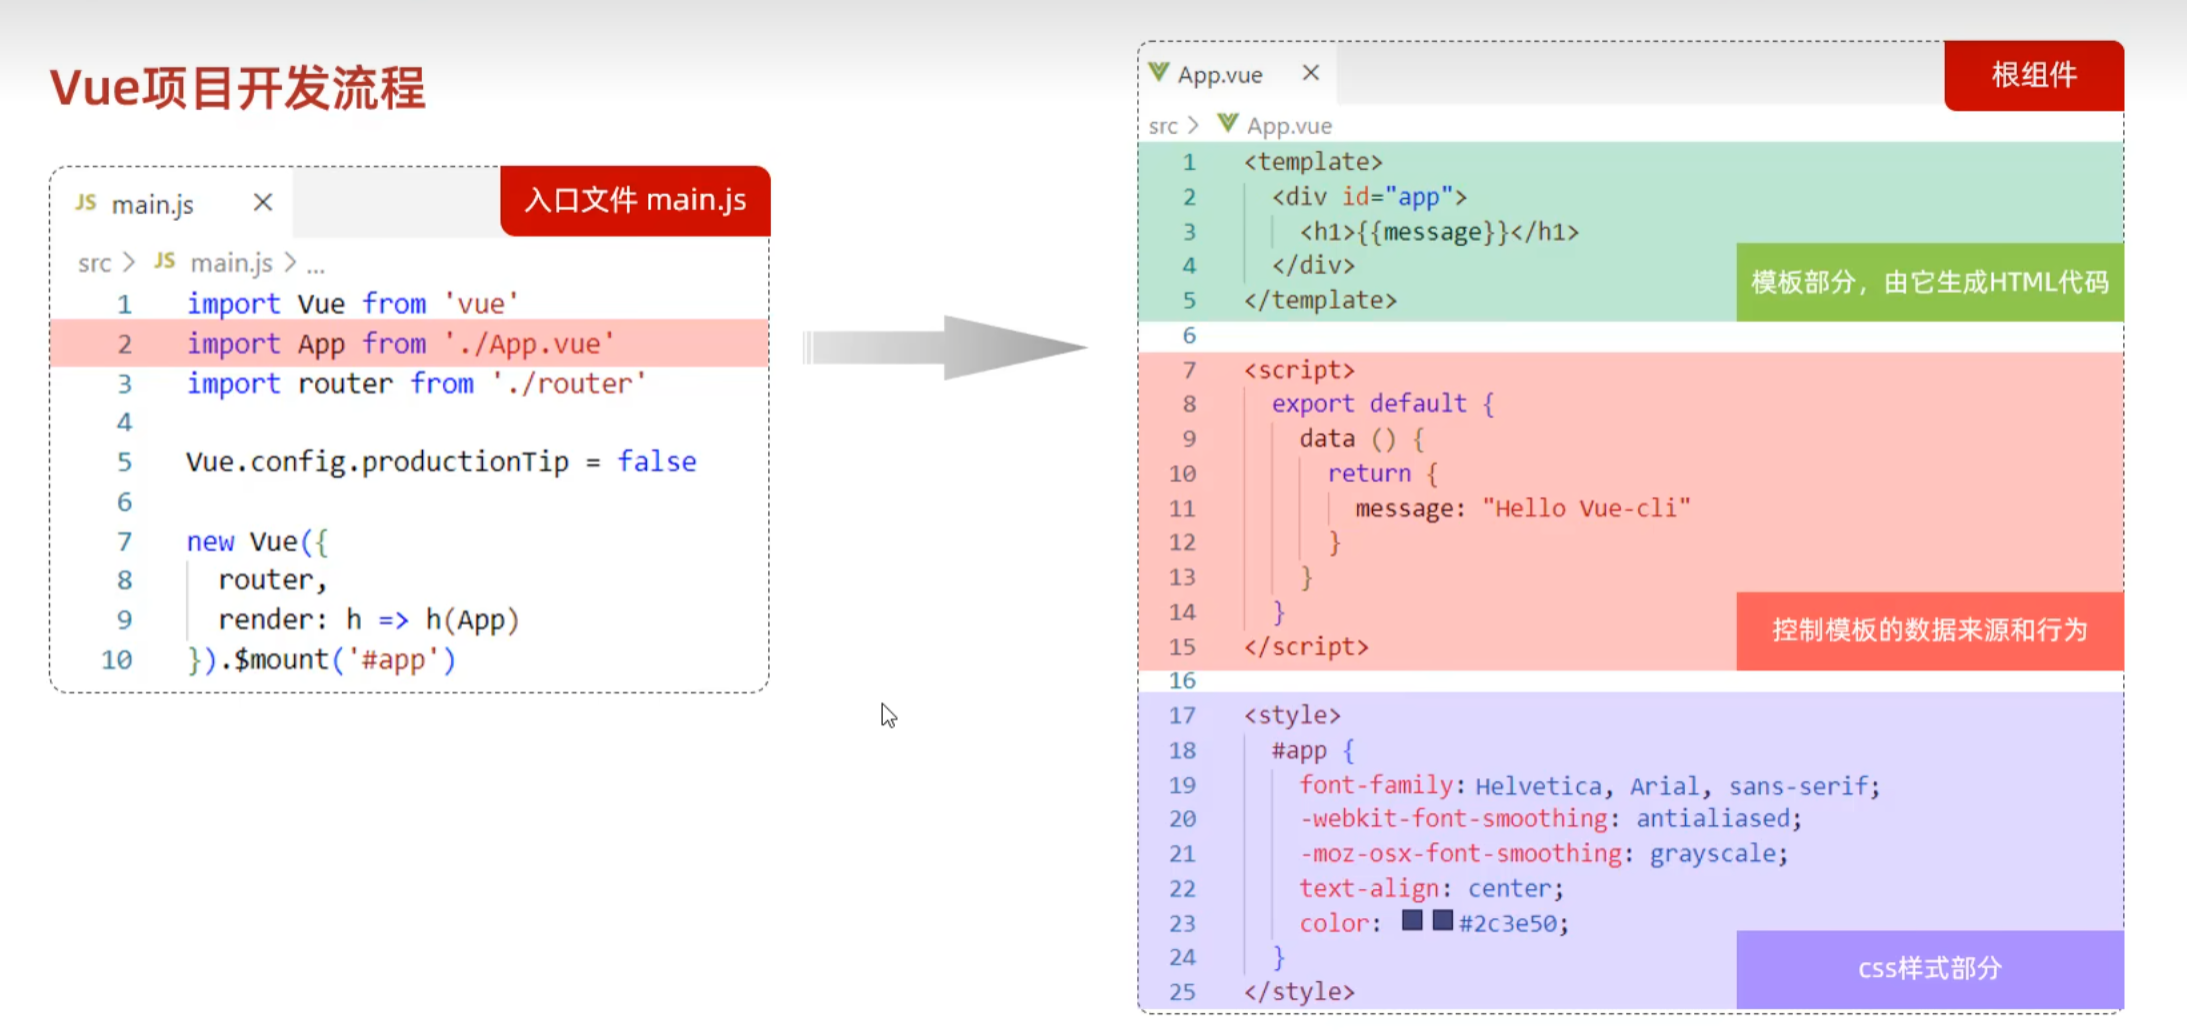 Vue项目开发流程
JS main.js ×
入口文件 main.js
src > JS main.js > ...
1 import Vue from 'vue'
2 import App from './App.vue'
3 import router from './router'
4
5 Vue.config.productionTip = false
6
7 new Vue({
8   router,
9   render: h => h(App)
10 }).$mount('#app')
App.vue ×
根组件
src > App.vue
1 <template>
2   <div id="app">
3     <h1>{{message}}</h1>
4   </div>
5 </template>
模板部分，由它生成HTML代码
6
7 <script>
8   export default {
9     data () {
10       return {
11         message: "Hello Vue-cli"
12       }
13     }
14   }
15 </script>
控制模板的数据来源和行为
16
17 <style>
18   #app {
19     font-family: Helvetica, Arial, sans-serif;
20     -webkit-font-smoothing: antialiased;
21     -moz-osx-font-smoothing: grayscale;
22     text-align: center;
23     color: #2c3e50;
24   }
25 </style>
css样式部分